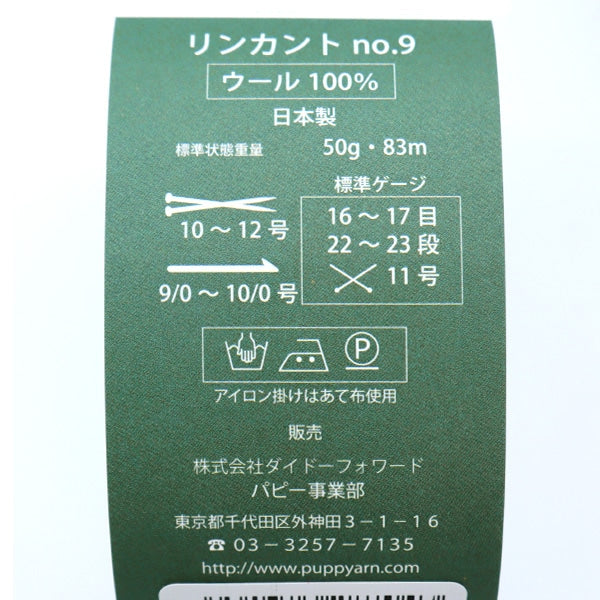 リンカント no.9
ウール 100%
日本製
標準状態重量 50g・83m
標準ゲージ
10 ～ 12 号
16 ～ 17 目
22 ～ 23 段
11 号
9/0 ～ 10/0 号
P
アイロン掛けはあて布使用
販売
株式会社ダイドーフォワード
パピー事業部
東京都千代田区外神田３－１－１６
☎ 03－3257－7135
http://www.puppyarn.com